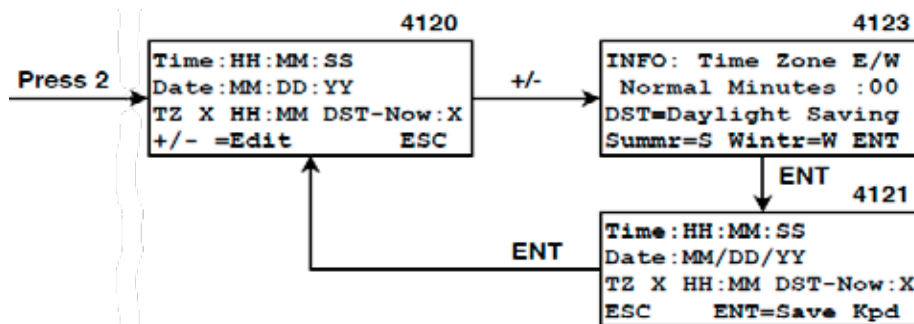 4120
Time:HH:MM:SS
Date:MM:DD:YY
TZ X HH:MM DST-Now:X
+/- =Edit ESC
Press 2
+/-
4123
INFO: Time Zone E/W
Normal Minutes :00
DST=Daylight Saving
Summr=S Wintr=W ENT
ENT
4121
Time:HH:MM:SS
Date:MM/DD/YY
TZ X HH:MM DST-Now:X
ESC ENT=Save Kpd
ENT